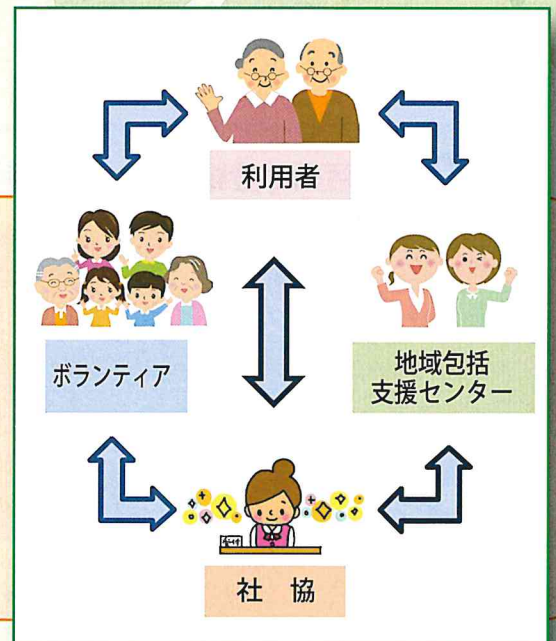 利用者
ボランティア
地域包括
支援センター
社　協